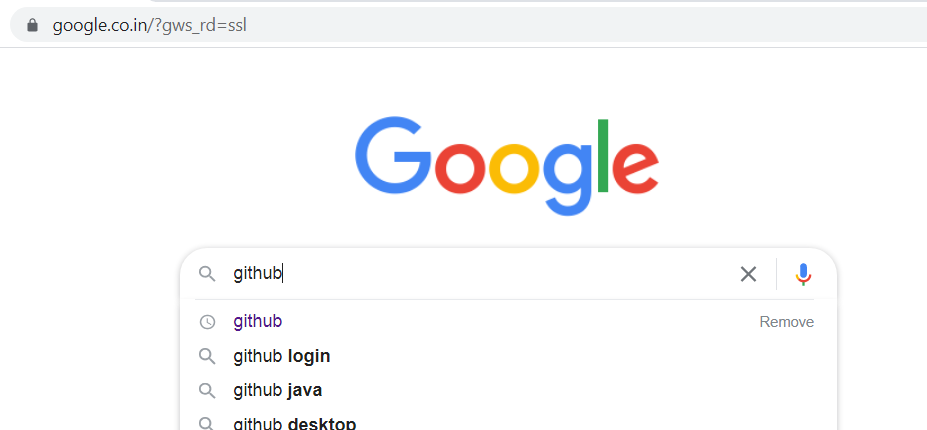 google.co.in/?gws_rd=ssl
Google
github
github Remove
github login
github java
github desktop